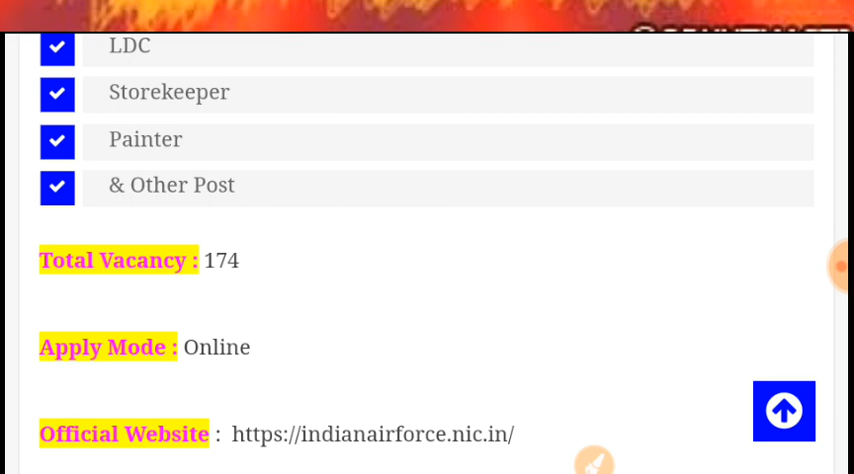 LDC
Storekeeper
Painter
& Other Post
Total Vacancy : 174
Apply Mode : Online
Official Website : https://indianairforce.nic.in/